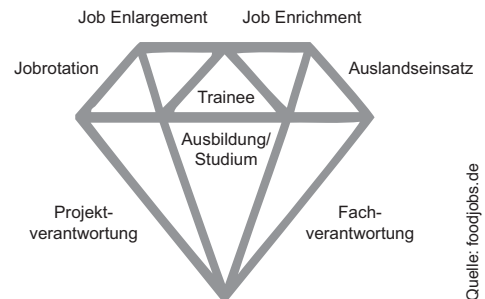 Job Enlargement
Job Enrichment
Jobrotation
Auslandseinsatz
Trainee
Ausbildung/
Studium
Projekt-
verantwortung
Fach-
verantwortung
Quelle: foodjobs.de